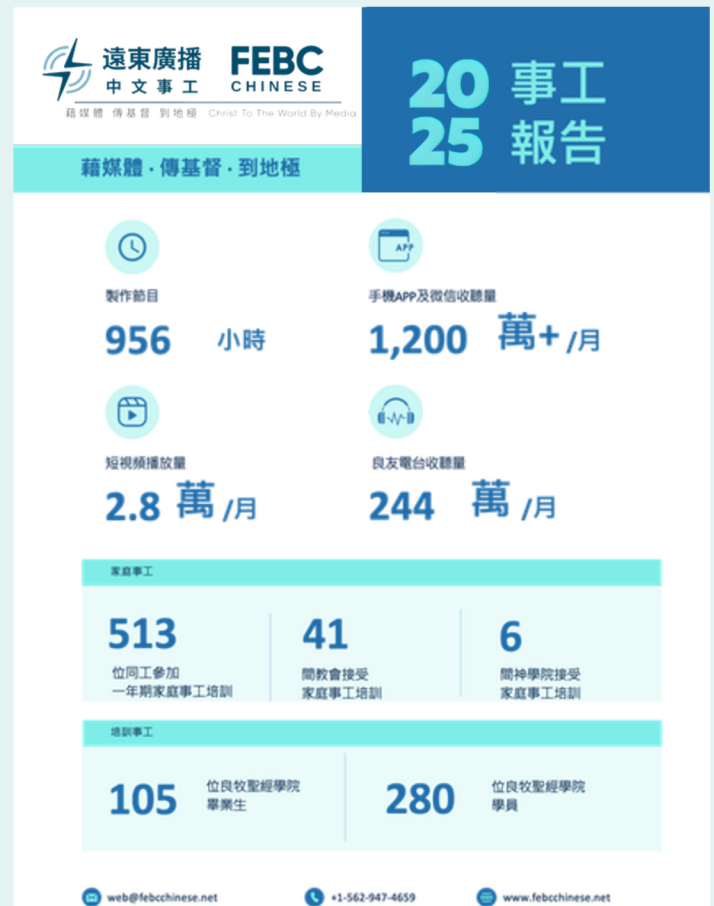 遠東廣播
中文事工
FEBC
CHINESE
藉媒體 傳基督 到地極 Christ To The World By Media
藉媒體·傳基督·到地極
2025
事工
報告
製作節目
956 小時
APP
手機APP及微信收聽量
1,200 萬+ /月
短視頻播放量
2.8 萬 /月
良友電台收聽量
244 萬 /月
家庭事工
513
位同工參加
一年期家庭事工培訓
41
間教會接受
家庭事工培訓
6
間神學院接受
家庭事工培訓
培訓事工
105
位良牧聖經學院
畢業生
280
位良牧聖經學院
學員
web@febcchinese.net
+1-562-947-4659
www.febcchinese.net